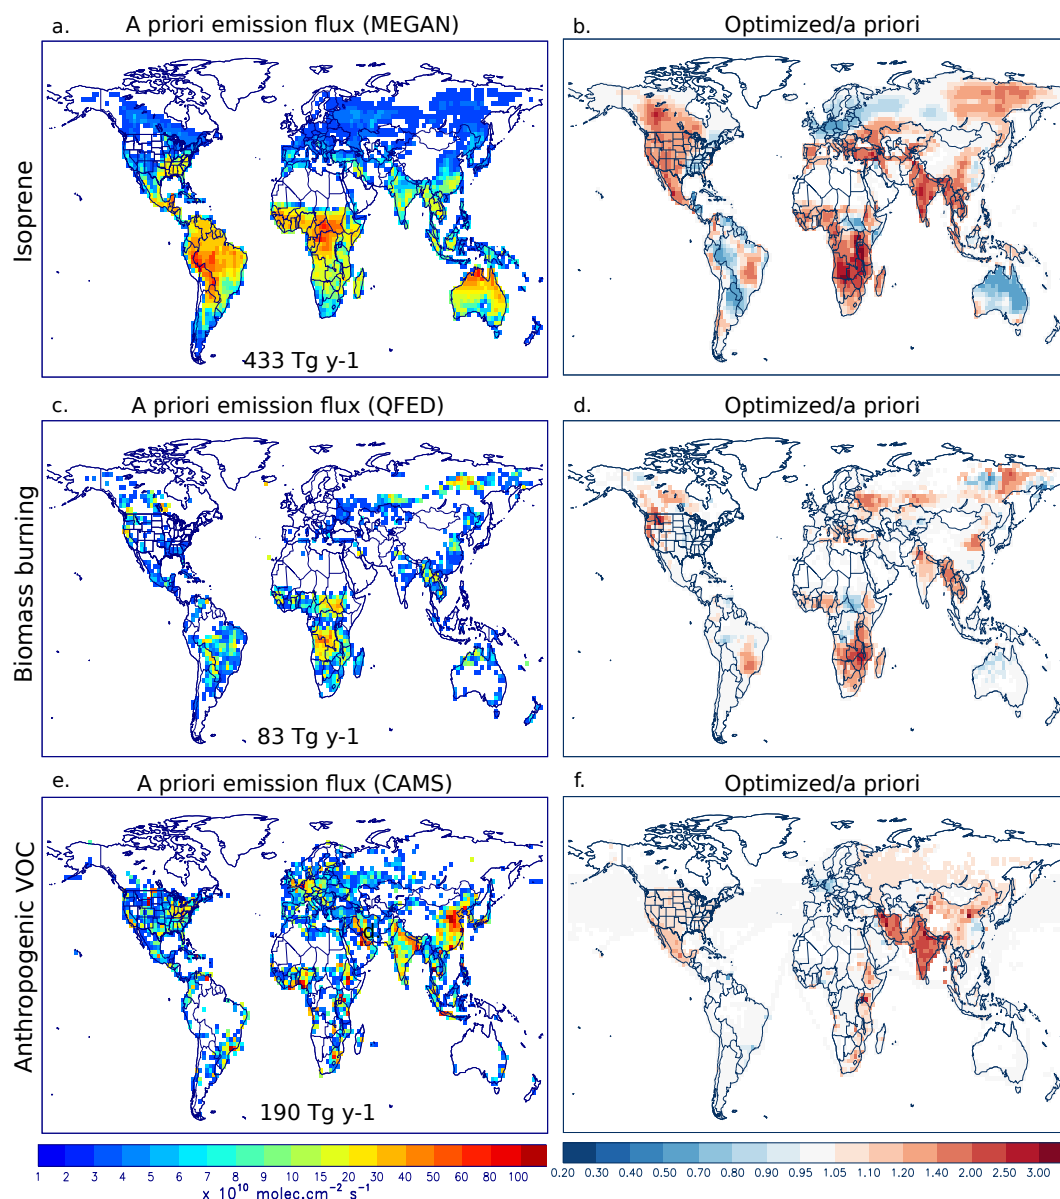 a. A priori emission flux (MEGAN)
b. Optimized/a priori
Isoprene
433 Tg y-1
c. A priori emission flux (QFED)
d. Optimized/a priori
Biomass burning
83 Tg y-1
e. A priori emission flux (CAMS)
f. Optimized/a priori
Anthropogenic VOC
g
190 Tg y-1
1 2 3 4 5 6 7 8 9 10 15 20 30 40 50 60 80 100
x 10¹⁰ molec.cm⁻² s⁻¹
0.20 0.30 0.40 0.50 0.70 0.80 0.90 0.95 1.05 1.10 1.20 1.40 2.00 2.50 3.00